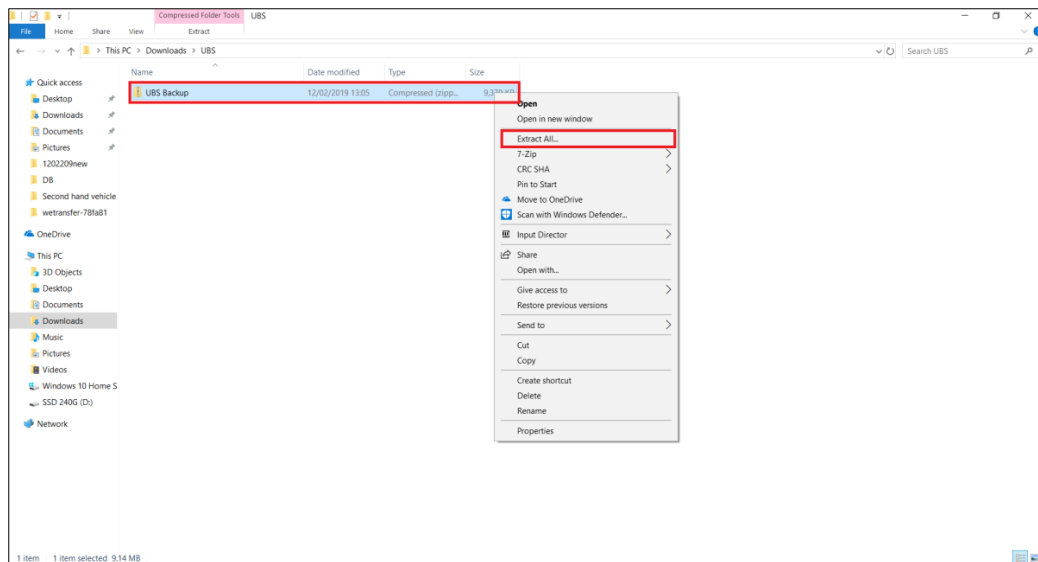 Compressed Folder Tools UBS
File Home Share View Extract
This PC > Downloads > UBS
Search UBS
Name Date modified Type Size
UBS Backup 12/02/2019 13:05 Compressed (zipp...
Quick access
Desktop
Downloads
Documents
Pictures
1202209new
DB
Second hand vehicle
wetransfer-78fa81
OneDrive
This PC
3D Objects
Desktop
Documents
Downloads
Music
Pictures
Videos
Windows 10 Home S
SSD 240G (D:)
Network
Open
Open in new window
Extract All...
7-Zip
CRC SHA
Pin to Start
Move to OneDrive
Scan with Windows Defender...
Input Director
Share
Open with...
Give access to
Restore previous versions
Send to
Cut
Copy
Create shortcut
Delete
Rename
Properties
1 item 1 item selected 9.14 MB